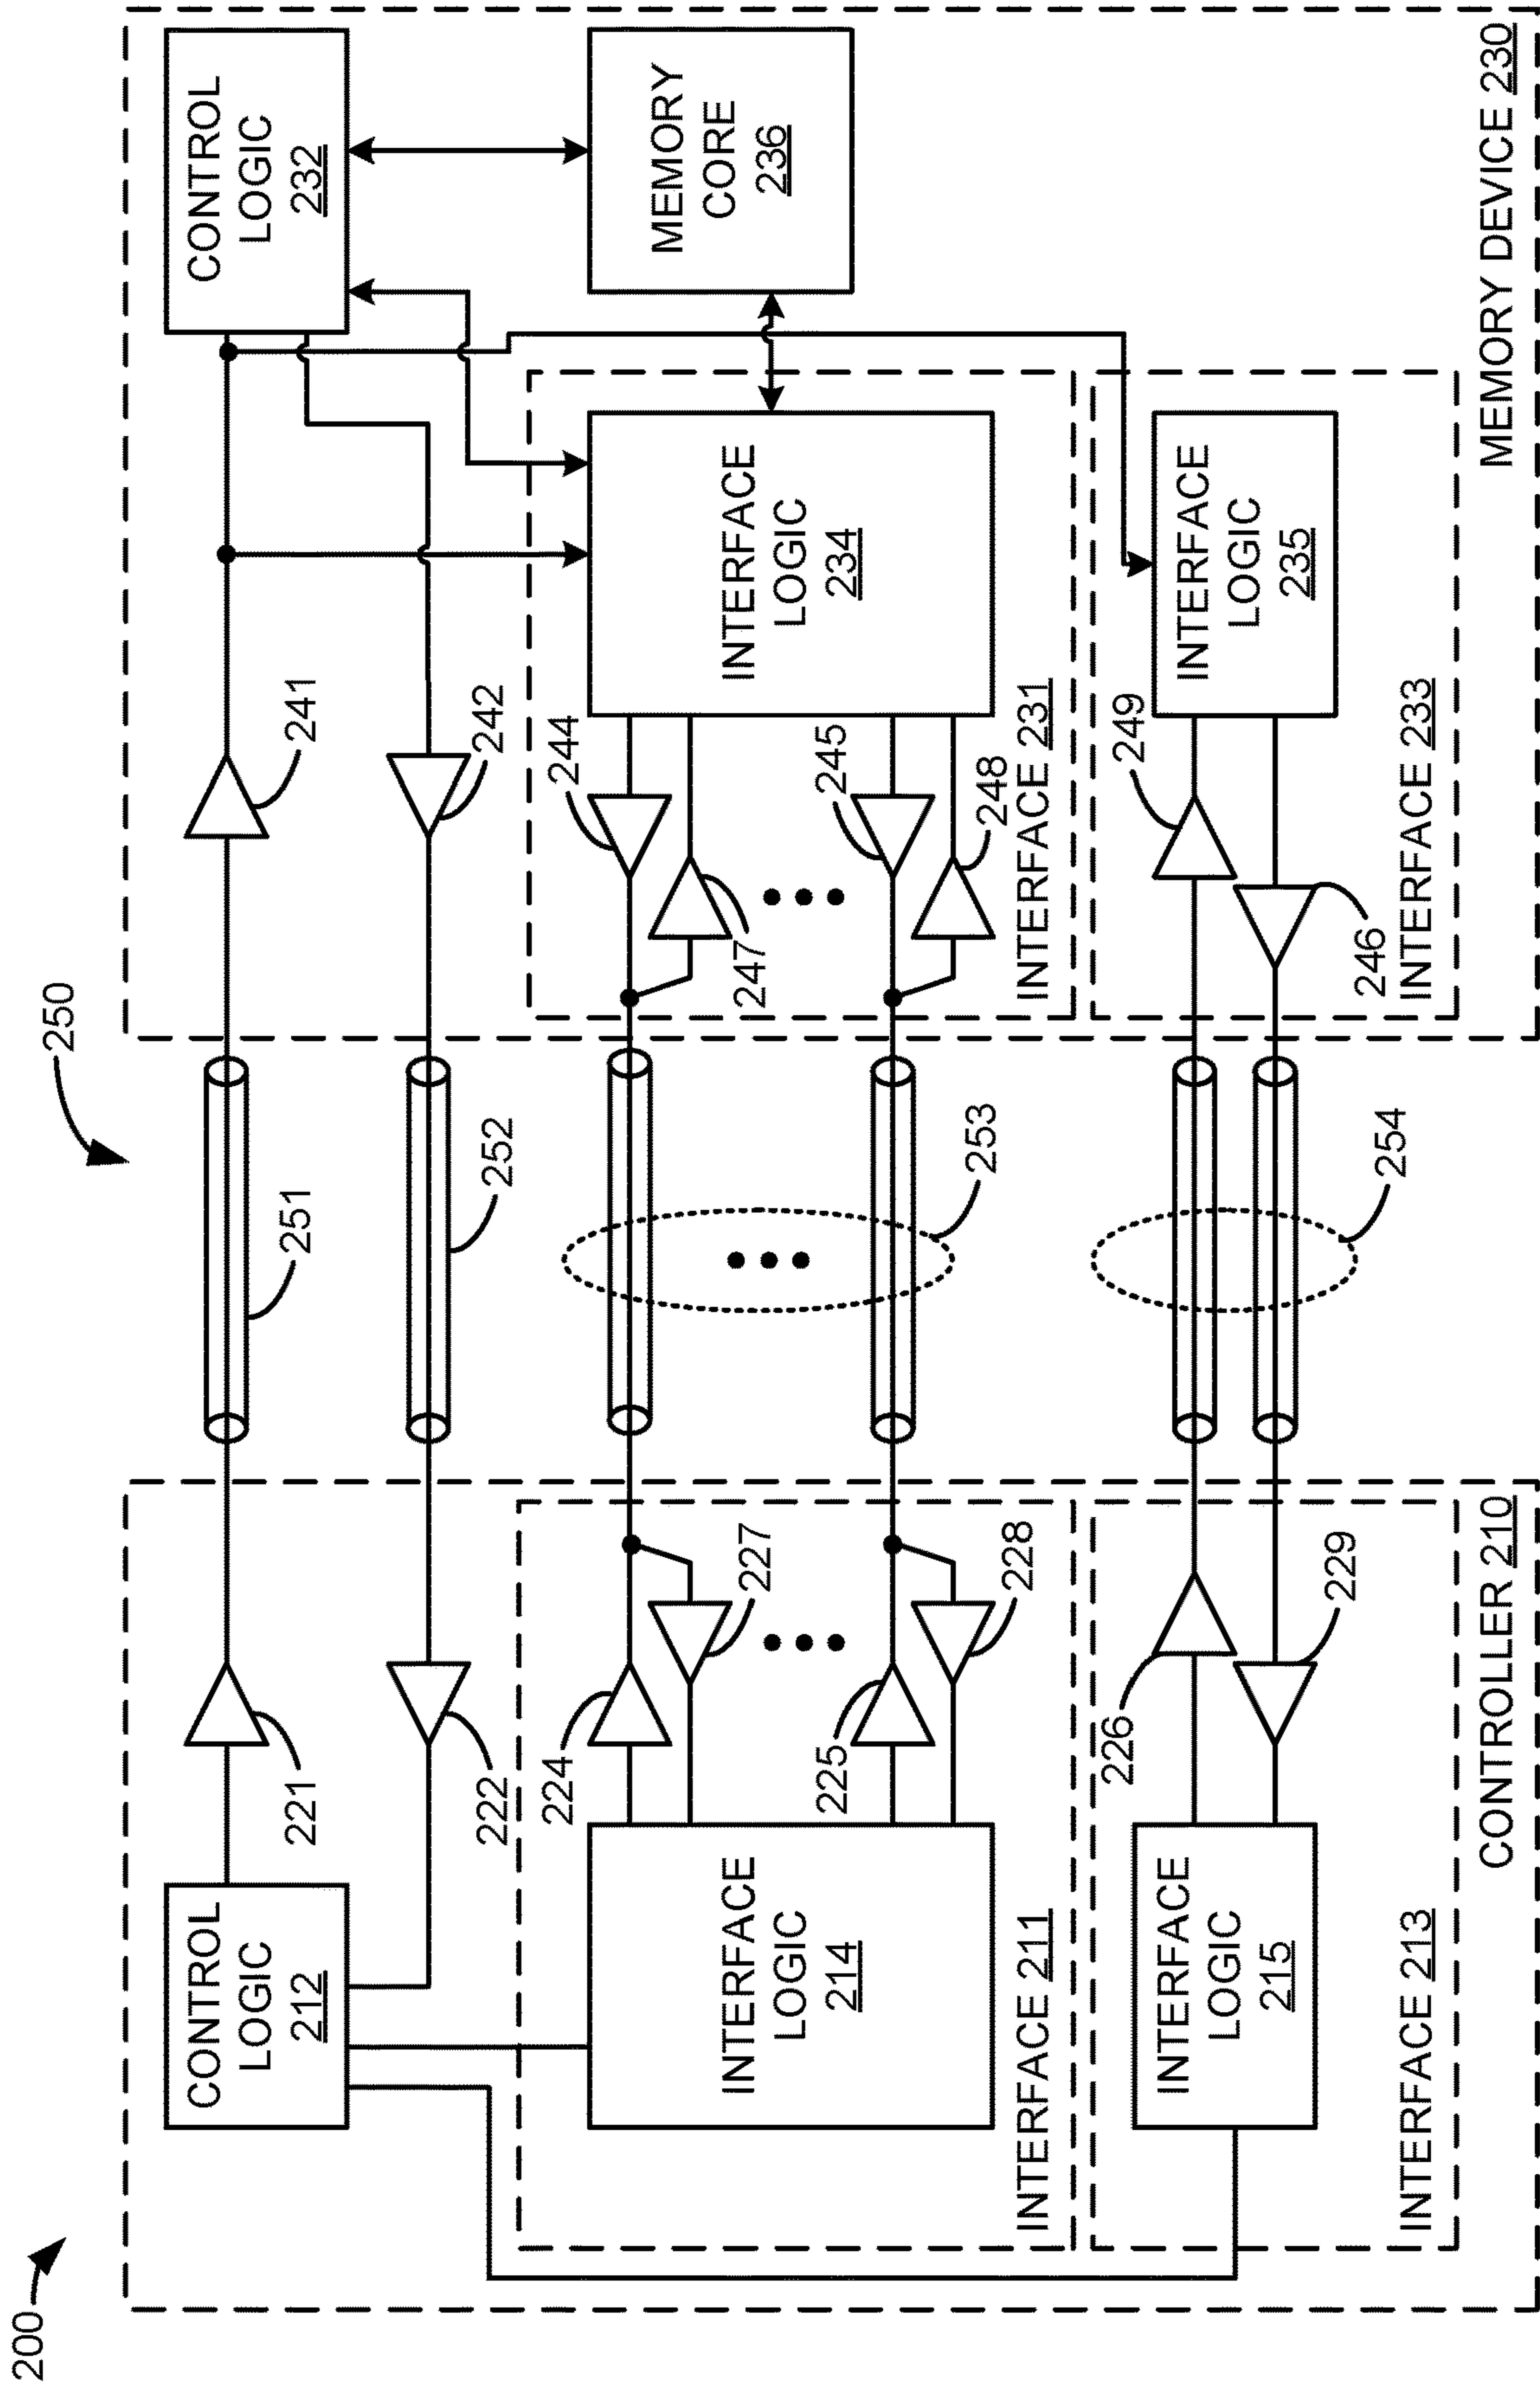 200
250
CONTROL
LOGIC
212
221
222
251
252
241
242
CONTROL
LOGIC
232
INTERFACE
LOGIC
214
224
227
225
228
INTERFACE 211
253
244
247
245
248
INTERFACE 231
INTERFACE
LOGIC
234
MEMORY
CORE
236
INTERFACE
LOGIC
215
226
229
INTERFACE 213
254
249
246
INTERFACE 233
INTERFACE
LOGIC
235
CONTROLLER 210
MEMORY DEVICE 230